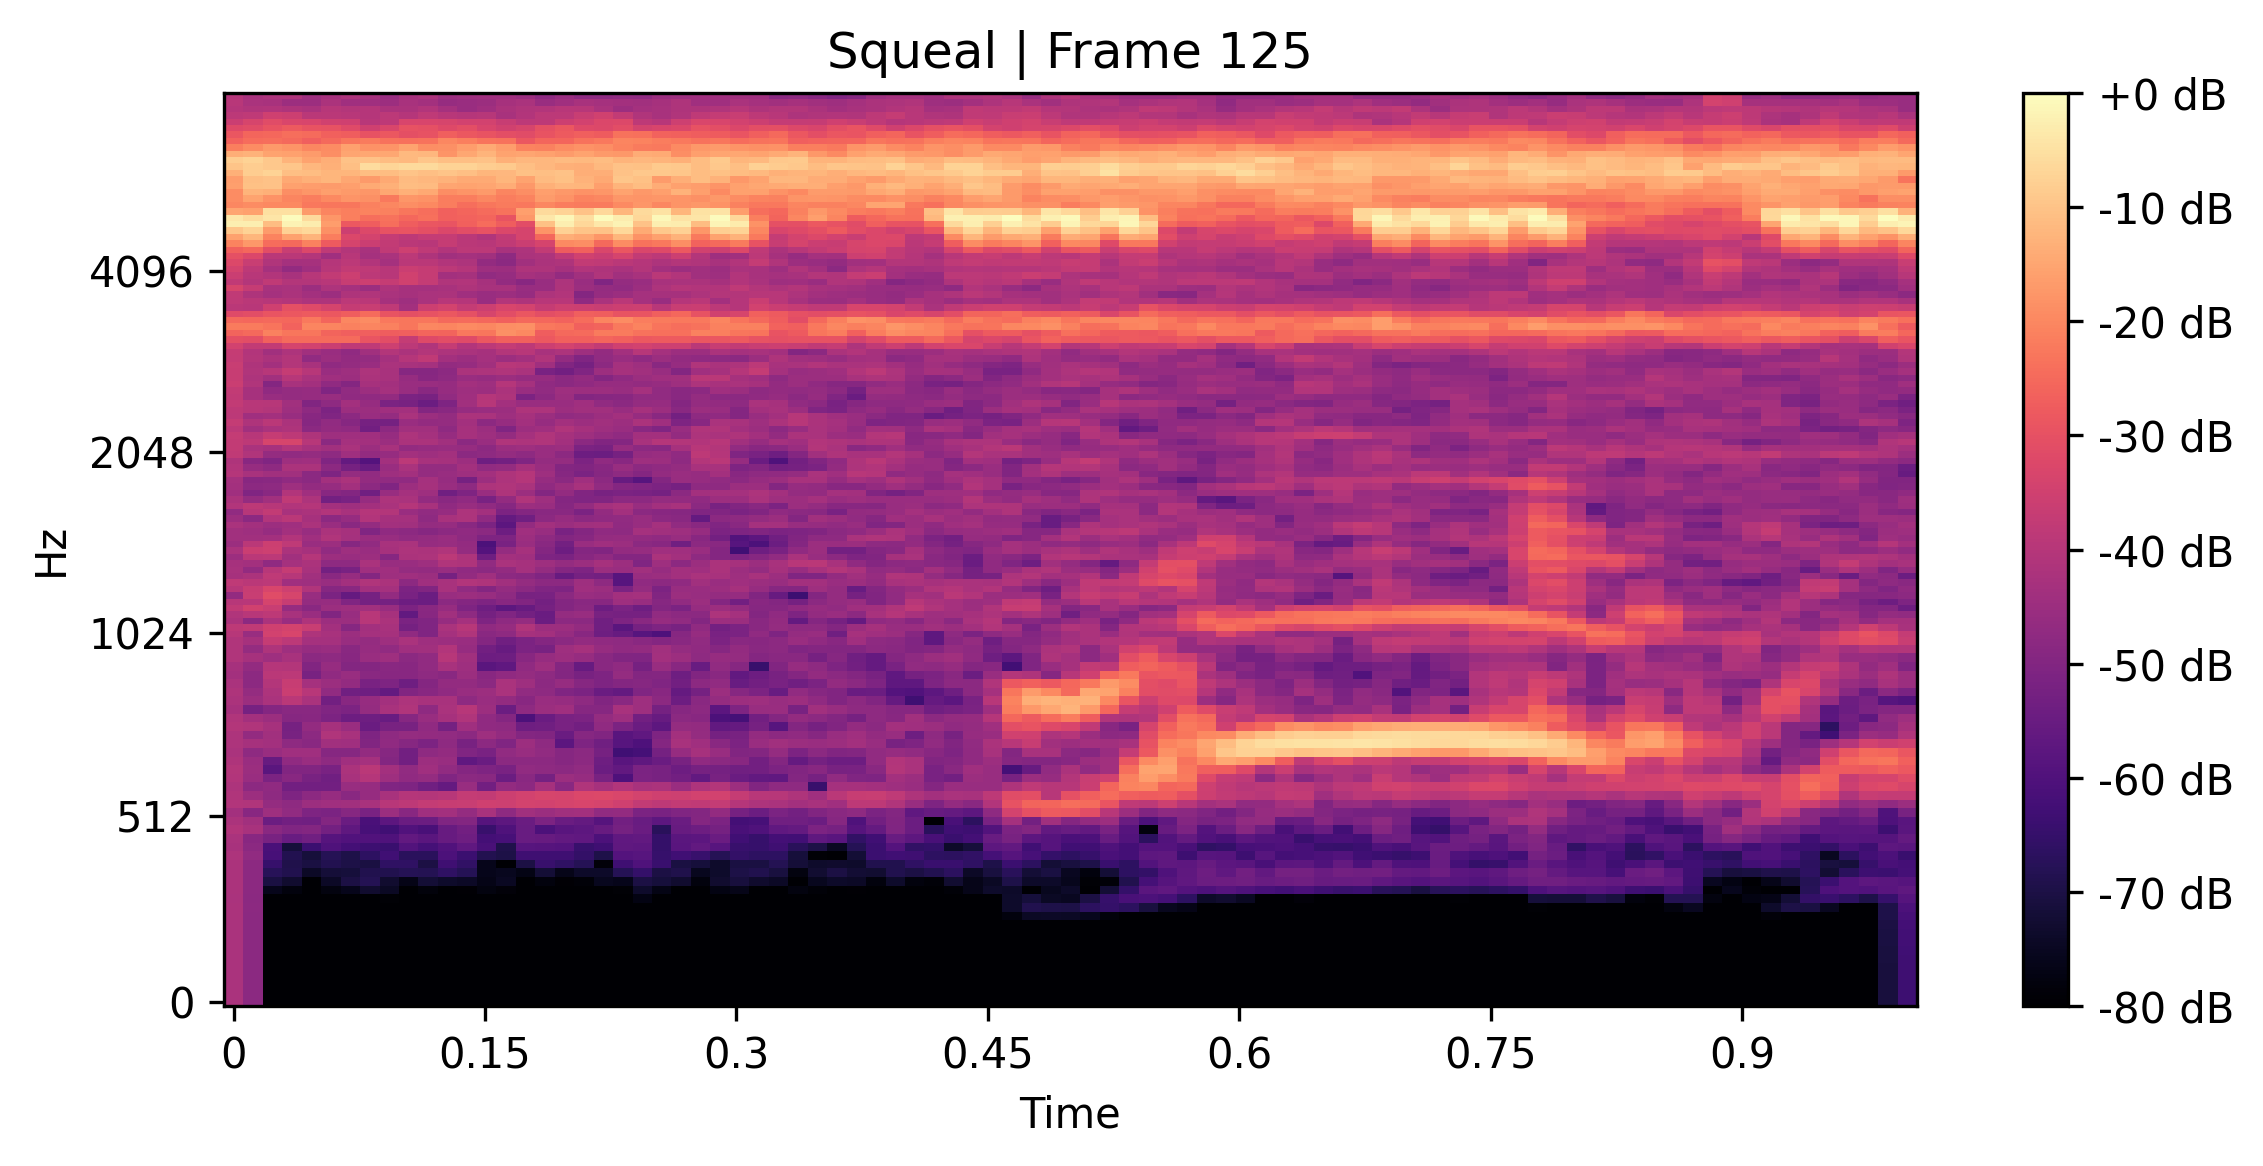 Squeal | Frame 125
+0 dB
-10 dB
-20 dB
-30 dB
-40 dB
-50 dB
-60 dB
-70 dB
-80 dB
Hz
4096
2048
1024
512
0
0 0.15 0.3 0.45 0.6 0.75 0.9
Time